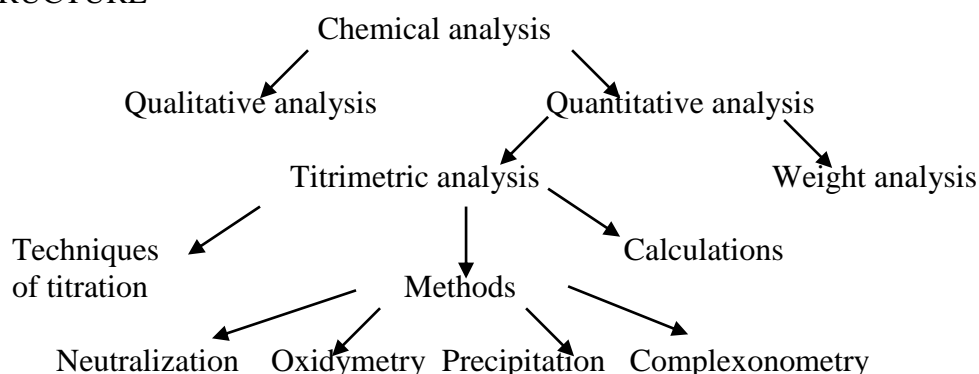 Chemical analysis
Qualitative analysis Quantitative analysis
Titrimetric analysis Weight analysis
Techniques Calculations
of titration Methods
Neutralization Oxidymetry Precipitation Complexonometry